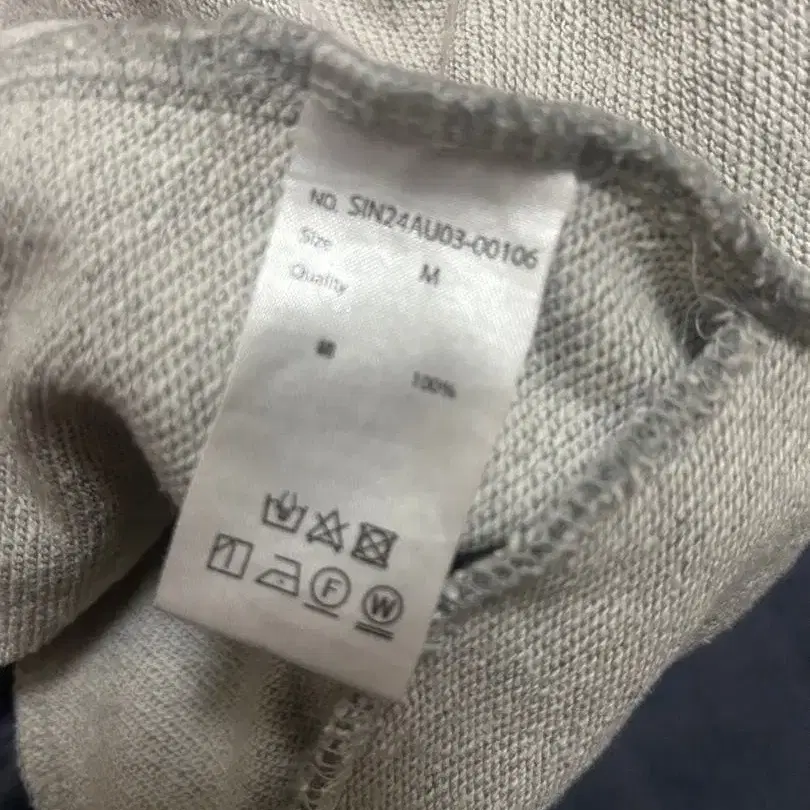 NO. SIN24AU03-00106
Size M
Quality
綿 100%
F W